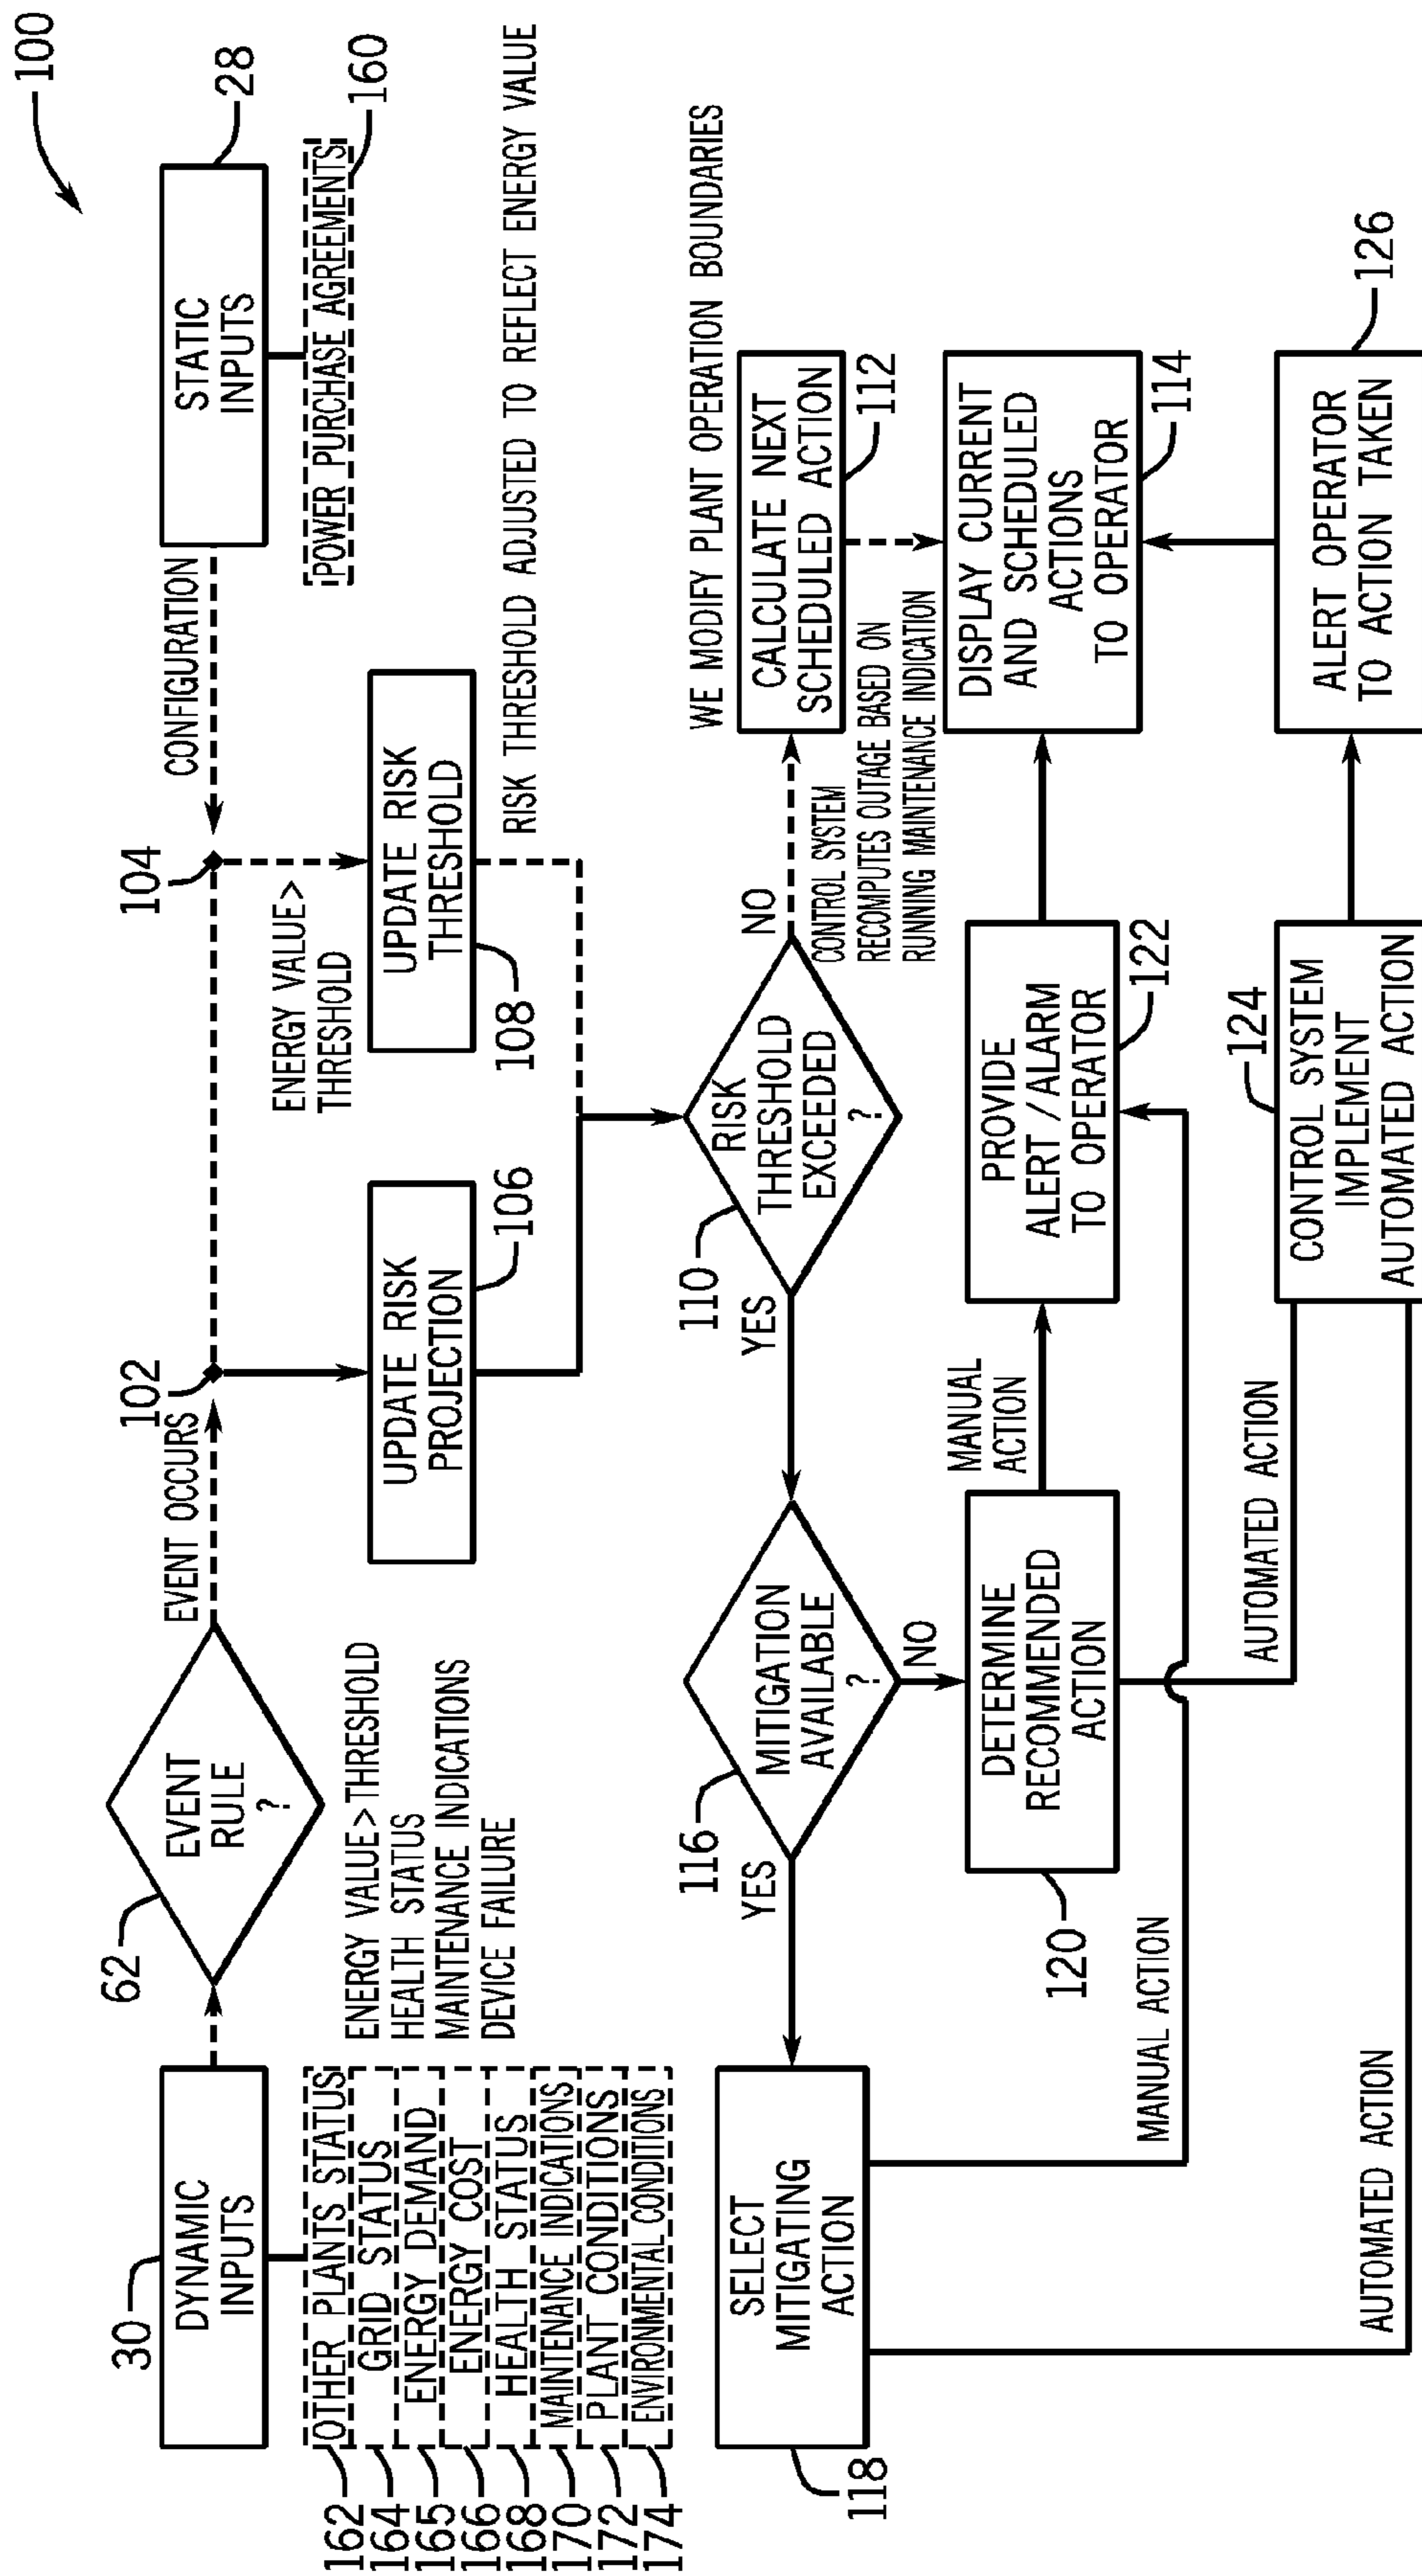 100
30
DYNAMIC
INPUTS
162
OTHER PLANTS STATUS
164
GRID STATUS
165
ENERGY DEMAND
166
ENERGY COST
168
HEALTH STATUS
170
MAINTENANCE INDICATIONS
172
PLANT CONDITIONS
174
ENVIRONMENTAL CONDITIONS
62
EVENT
RULE
?
ENERGY VALUE>THRESHOLD
HEALTH STATUS
MAINTENANCE INDICATIONS
DEVICE FAILURE
EVENT OCCURS
102
104
CONFIGURATION
STATIC
INPUTS
28
POWER PURCHASE AGREEMENTS
160
UPDATE RISK
PROJECTION
106
ENERGY VALUE>
THRESHOLD
UPDATE RISK
THRESHOLD
108
RISK THRESHOLD ADJUSTED TO REFLECT ENERGY VALUE
110
RISK
THRESHOLD
EXCEEDED
?
YES
NO
WE MODIFY PLANT OPERATION BOUNDARIES
CALCULATE NEXT
SCHEDULED ACTION
112
CONTROL SYSTEM
RECOMPUTES OUTAGE BASED ON
RUNNING MAINTENANCE INDICATION
116
MITIGATION
AVAILABLE
?
YES
NO
SELECT
MITIGATING
ACTION
118
DETERMINE
RECOMMENDED
ACTION
120
MANUAL
ACTION
PROVIDE
ALERT/ALARM
TO OPERATOR
122
DISPLAY CURRENT
AND SCHEDULED
ACTIONS
TO OPERATOR
114
MANUAL ACTION
AUTOMATED ACTION
124
CONTROL SYSTEM
IMPLEMENT
AUTOMATED ACTION
ALERT OPERATOR
TO ACTION TAKEN
126
AUTOMATED ACTION